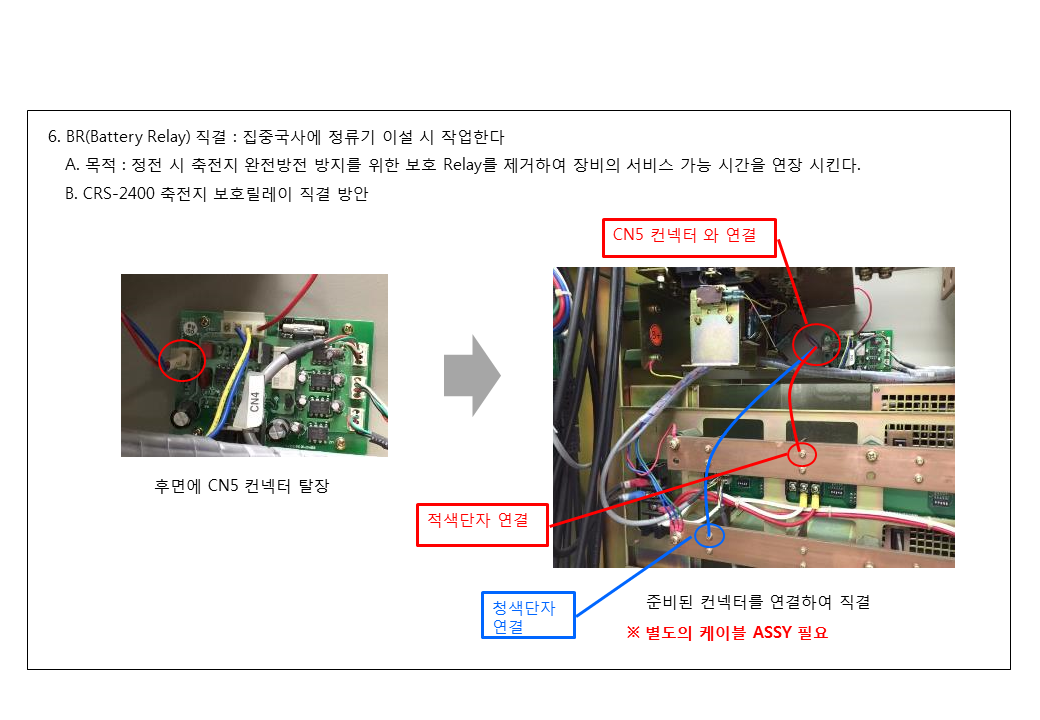 6. BR(Battery Relay) 직결 : 집중국사에 정류기 이설 시 작업한다
A. 목적 : 정전 시 축전지 완전방전 방지를 위한 보호 Relay를 제거하여 장비의 서비스 가능 시간을 연장 시킨다.
B. CRS-2400 축전지 보호릴레이 직결 방안
CN5 컨넥터 와 연결
CN4
후면에 CN5 컨넥터 탈장
적색단자 연결
청색단자
연결
준비된 컨넥터를 연결하여 직결
※ 별도의 케이블 ASSY 필요